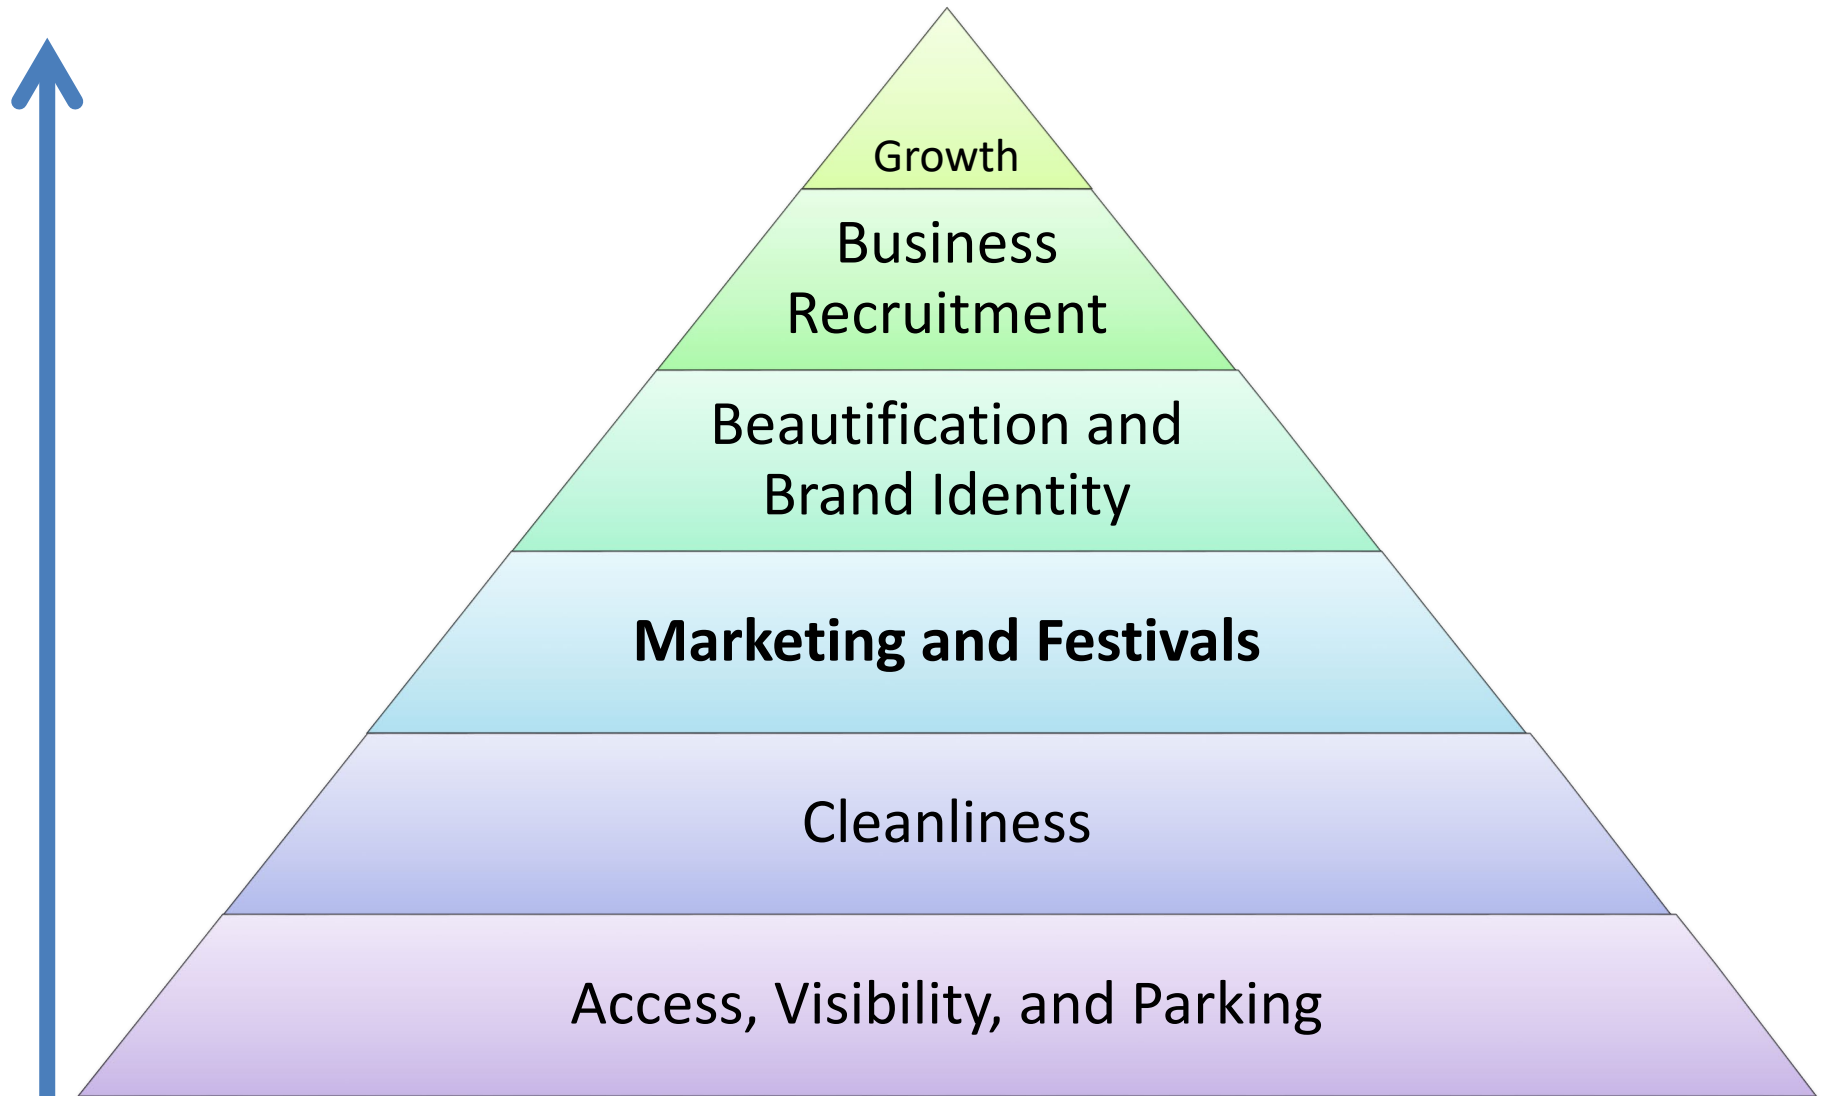 Growth
Business
Recruitment
Beautification and
Brand Identity
Marketing and Festivals
Cleanliness
Access, Visibility, and Parking